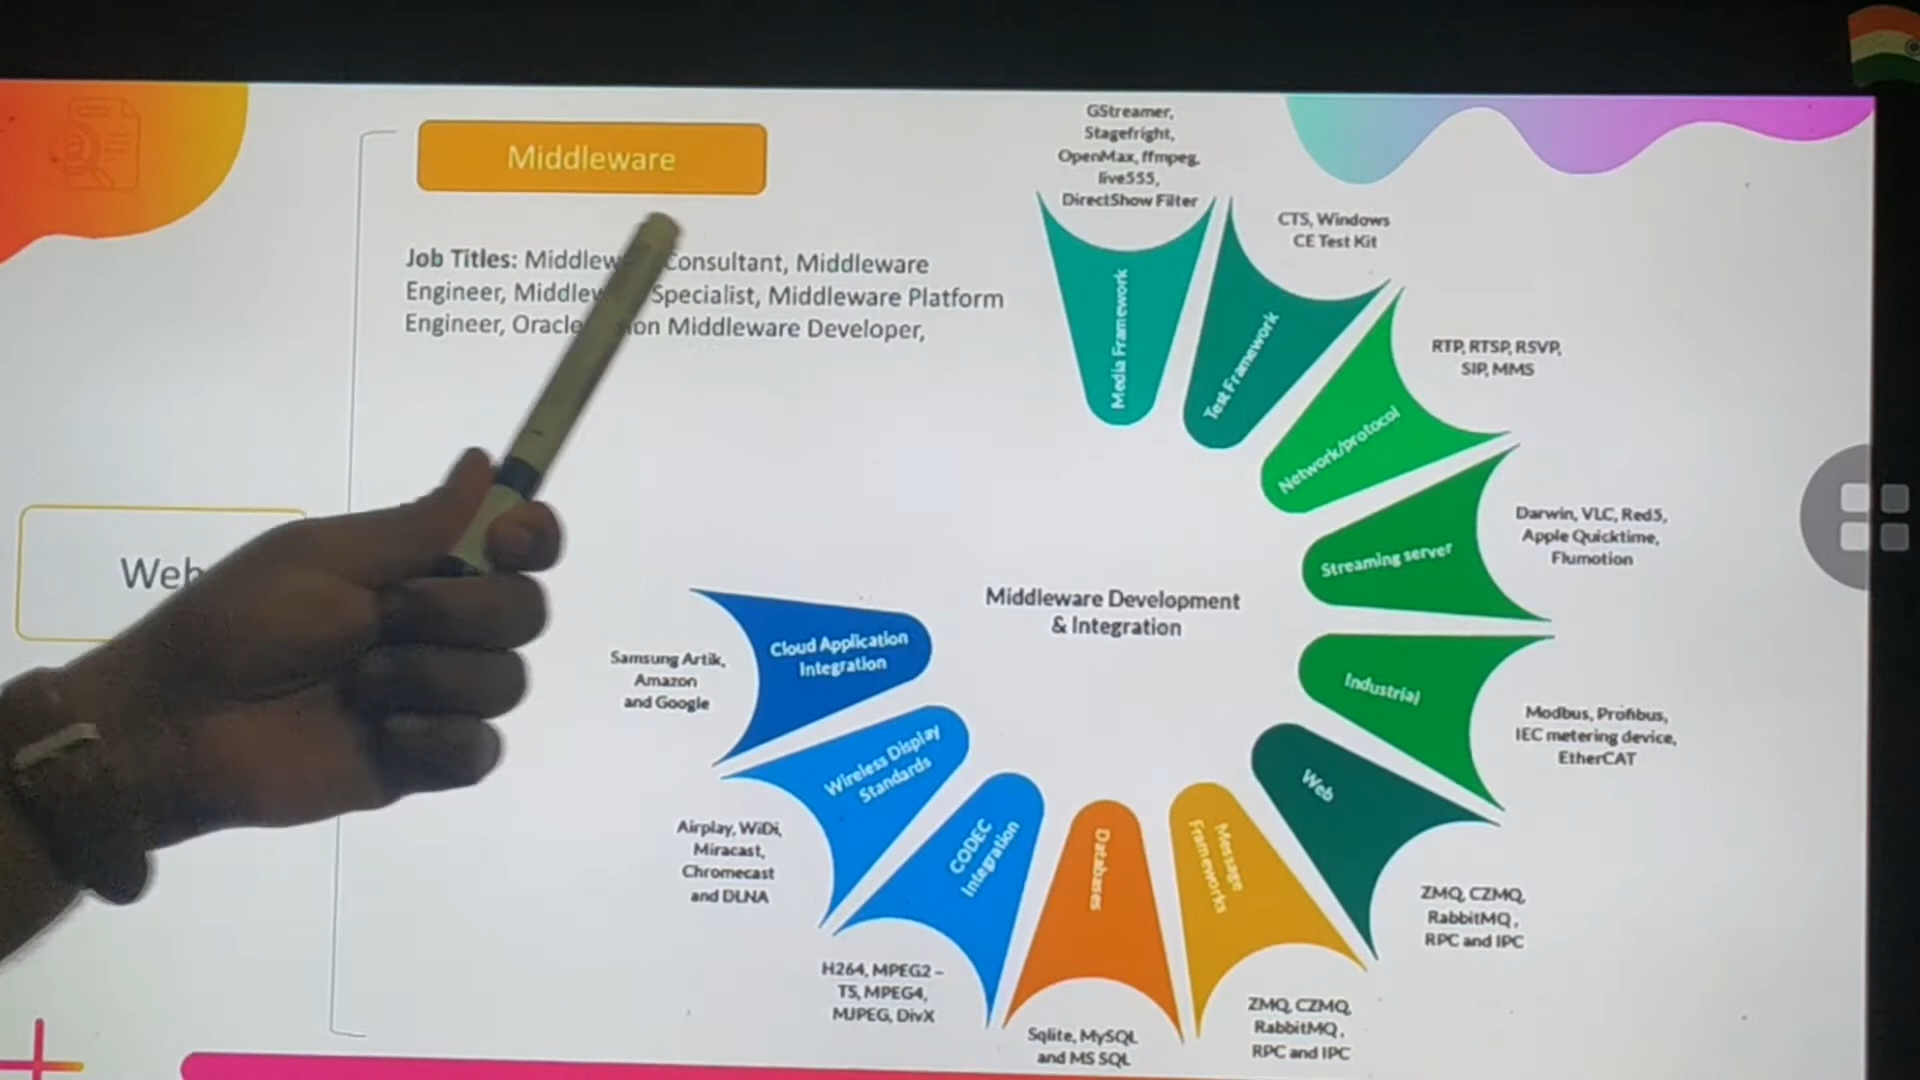 Middleware
Job Titles: Consultant, Middleware
Engineer, Specialist, Middleware Platform
Engineer, Oracle Middleware Developer,
Web
GStreamer,
Stagefright,
OpenMax, ffmpeg,
live555,
DirectShow Filter
Media Framework
CTS, Windows
CE Test Kit
Test Framework
RTP, RTSP, RSVP,
SIP, MMS
Network/protocol
Darwin, VLC, Red5,
Apple Quicktime,
Flumotion
Streaming server
Middleware Development
& Integration
Modbus, Profibus,
IEC metering device,
EtherCAT
Industrial
Web
ZMQ, CZMQ,
RabbitMQ,
RPC and IPC
Message
Frameworks
ZMQ, CZMQ,
RabbitMQ,
RPC and IPC
Databases
Sqlite, MySQL
and MS SQL
CODEC
Integration
H264, MPEG2 –
TS, MPEG4,
MJPEG, DivX
Wireless Display
Standards
Airplay, WiDi,
Miracast,
Chromecast
and DLNA
Cloud Application
Integration
Samsung Artik,
Amazon
and Google